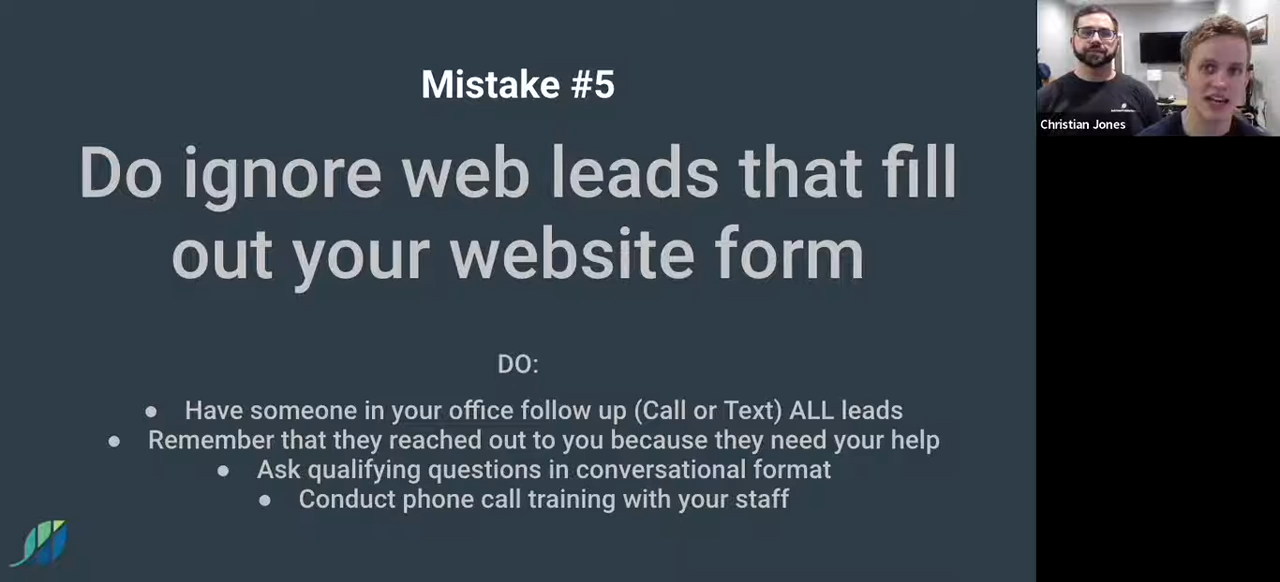 Mistake #5
Do ignore web leads that fill
out your website form
DO:
● Have someone in your office follow up (Call or Text) ALL leads
● Remember that they reached out to you because they need your help
● Ask qualifying questions in conversational format
● Conduct phone call training with your staff
Christian Jones